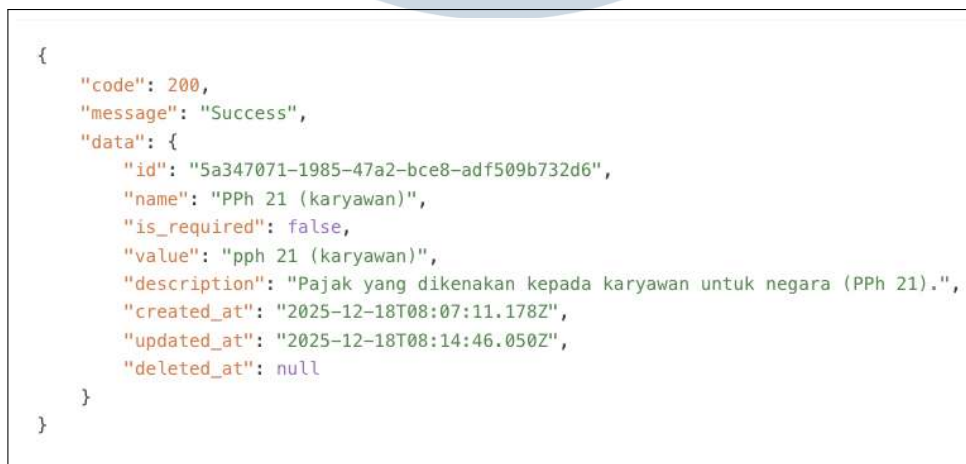 {
    "code": 200,
    "message": "Success",
    "data": {
        "id": "5a347071-1985-47a2-bce8-adf509b732d6",
        "name": "PPh 21 (karyawan)",
        "is_required": false,
        "value": "pph 21 (karyawan)",
        "description": "Pajak yang dikenakan kepada karyawan untuk negara (PPh 21).",
        "created_at": "2025-12-18T08:07:11.178Z",
        "updated_at": "2025-12-18T08:14:46.050Z",
        "deleted_at": null
    }
}